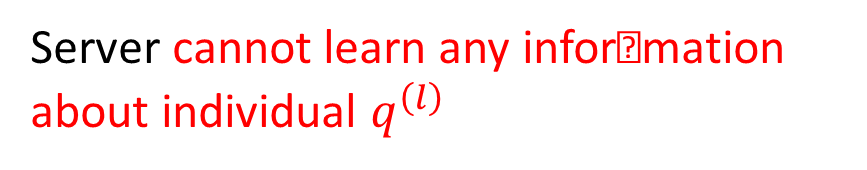 Server cannot learn any infor⍰mation
about individual q^{(l)}